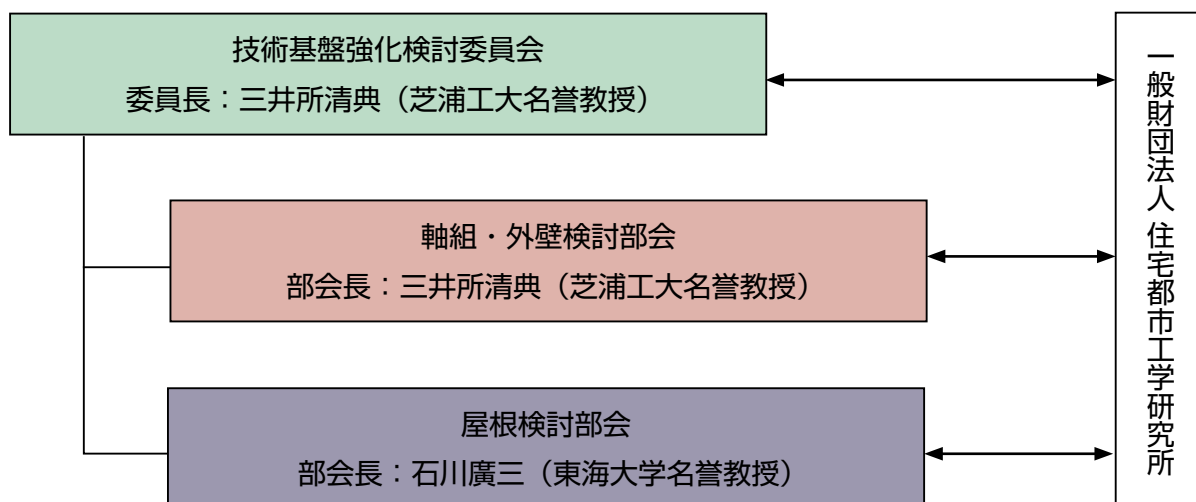 技術基盤強化検討委員会
委員長：三井所清典（芝浦工大名誉教授）
軸組・外壁検討部会
部会長：三井所清典（芝浦工大名誉教授）
屋根検討部会
部会長：石川廣三（東海大学名誉教授）
一般財団法人 住宅都市工学研究所